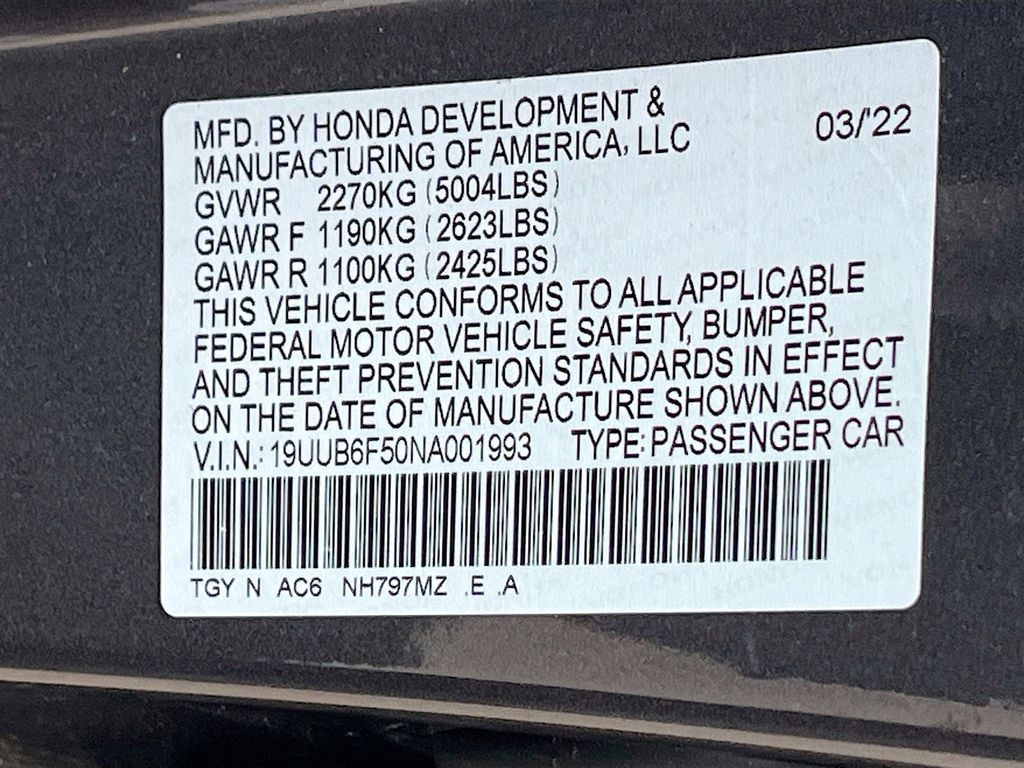 MFD. BY HONDA DEVELOPMENT &
MANUFACTURING OF AMERICA, LLC
03/'22
GVWR 2270KG (5004LBS)
GAWR F 1190KG (2623LBS)
GAWR R 1100KG (2425LBS)
THIS VEHICLE CONFORMS TO ALL APPLICABLE
FEDERAL MOTOR VEHICLE SAFETY, BUMPER,
AND THEFT PREVENTION STANDARDS IN EFFECT
ON THE DATE OF MANUFACTURE SHOWN ABOVE.
V.I.N.: 19UUB6F50NA001993 TYPE: PASSENGER CAR
TGY N AC6 NH797MZ .E .A